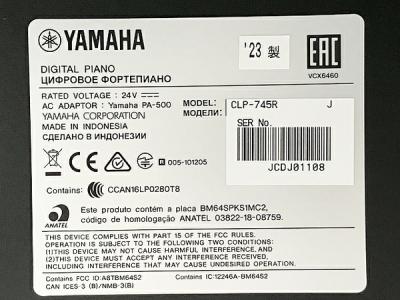 YAMAHA
'23 製
EAC
VCX6460
DIGITAL PIANO
ЦИФРОВОЕ ФОРТЕПИАНО
RATED VOLTAGE : 24V
AC ADAPTOR : Yamaha PA-500
YAMAHA CORPORATION
MADE IN INDONESIA
СДЕЛАНО В ИНДОНЕЗИИ
MODEL:
МОДЕЛИ:
CLP-745R J
SER No.
JCDJ01108
CE
R 005-101205
Contains: CCAN16LP0280T8
ANATEL
Este produto contém a placa BM64SPKS1MC2,
código de homologação ANATEL 03822-18-08759.
THIS DEVICE COMPLIES WITH PART 15 OF THE FCC RULES.
OPERATION IS SUBJECT TO THE FOLLOWING TWO CONDITIONS:
(1) THIS DEVICE MAY NOT CAUSE HARMFUL INTERFERENCE, AND
(2) THIS DEVICE MUST ACCEPT ANY INTERFERENCE RECEIVED,
INCLUDING INTERFERENCE THAT MAY CAUSE UNDESIRED OPERATION.
Contains FCC ID:A8TBM64S2 Contains IC:12246A-BM64S2
CAN ICES-3 (B)/NMB-3(B)